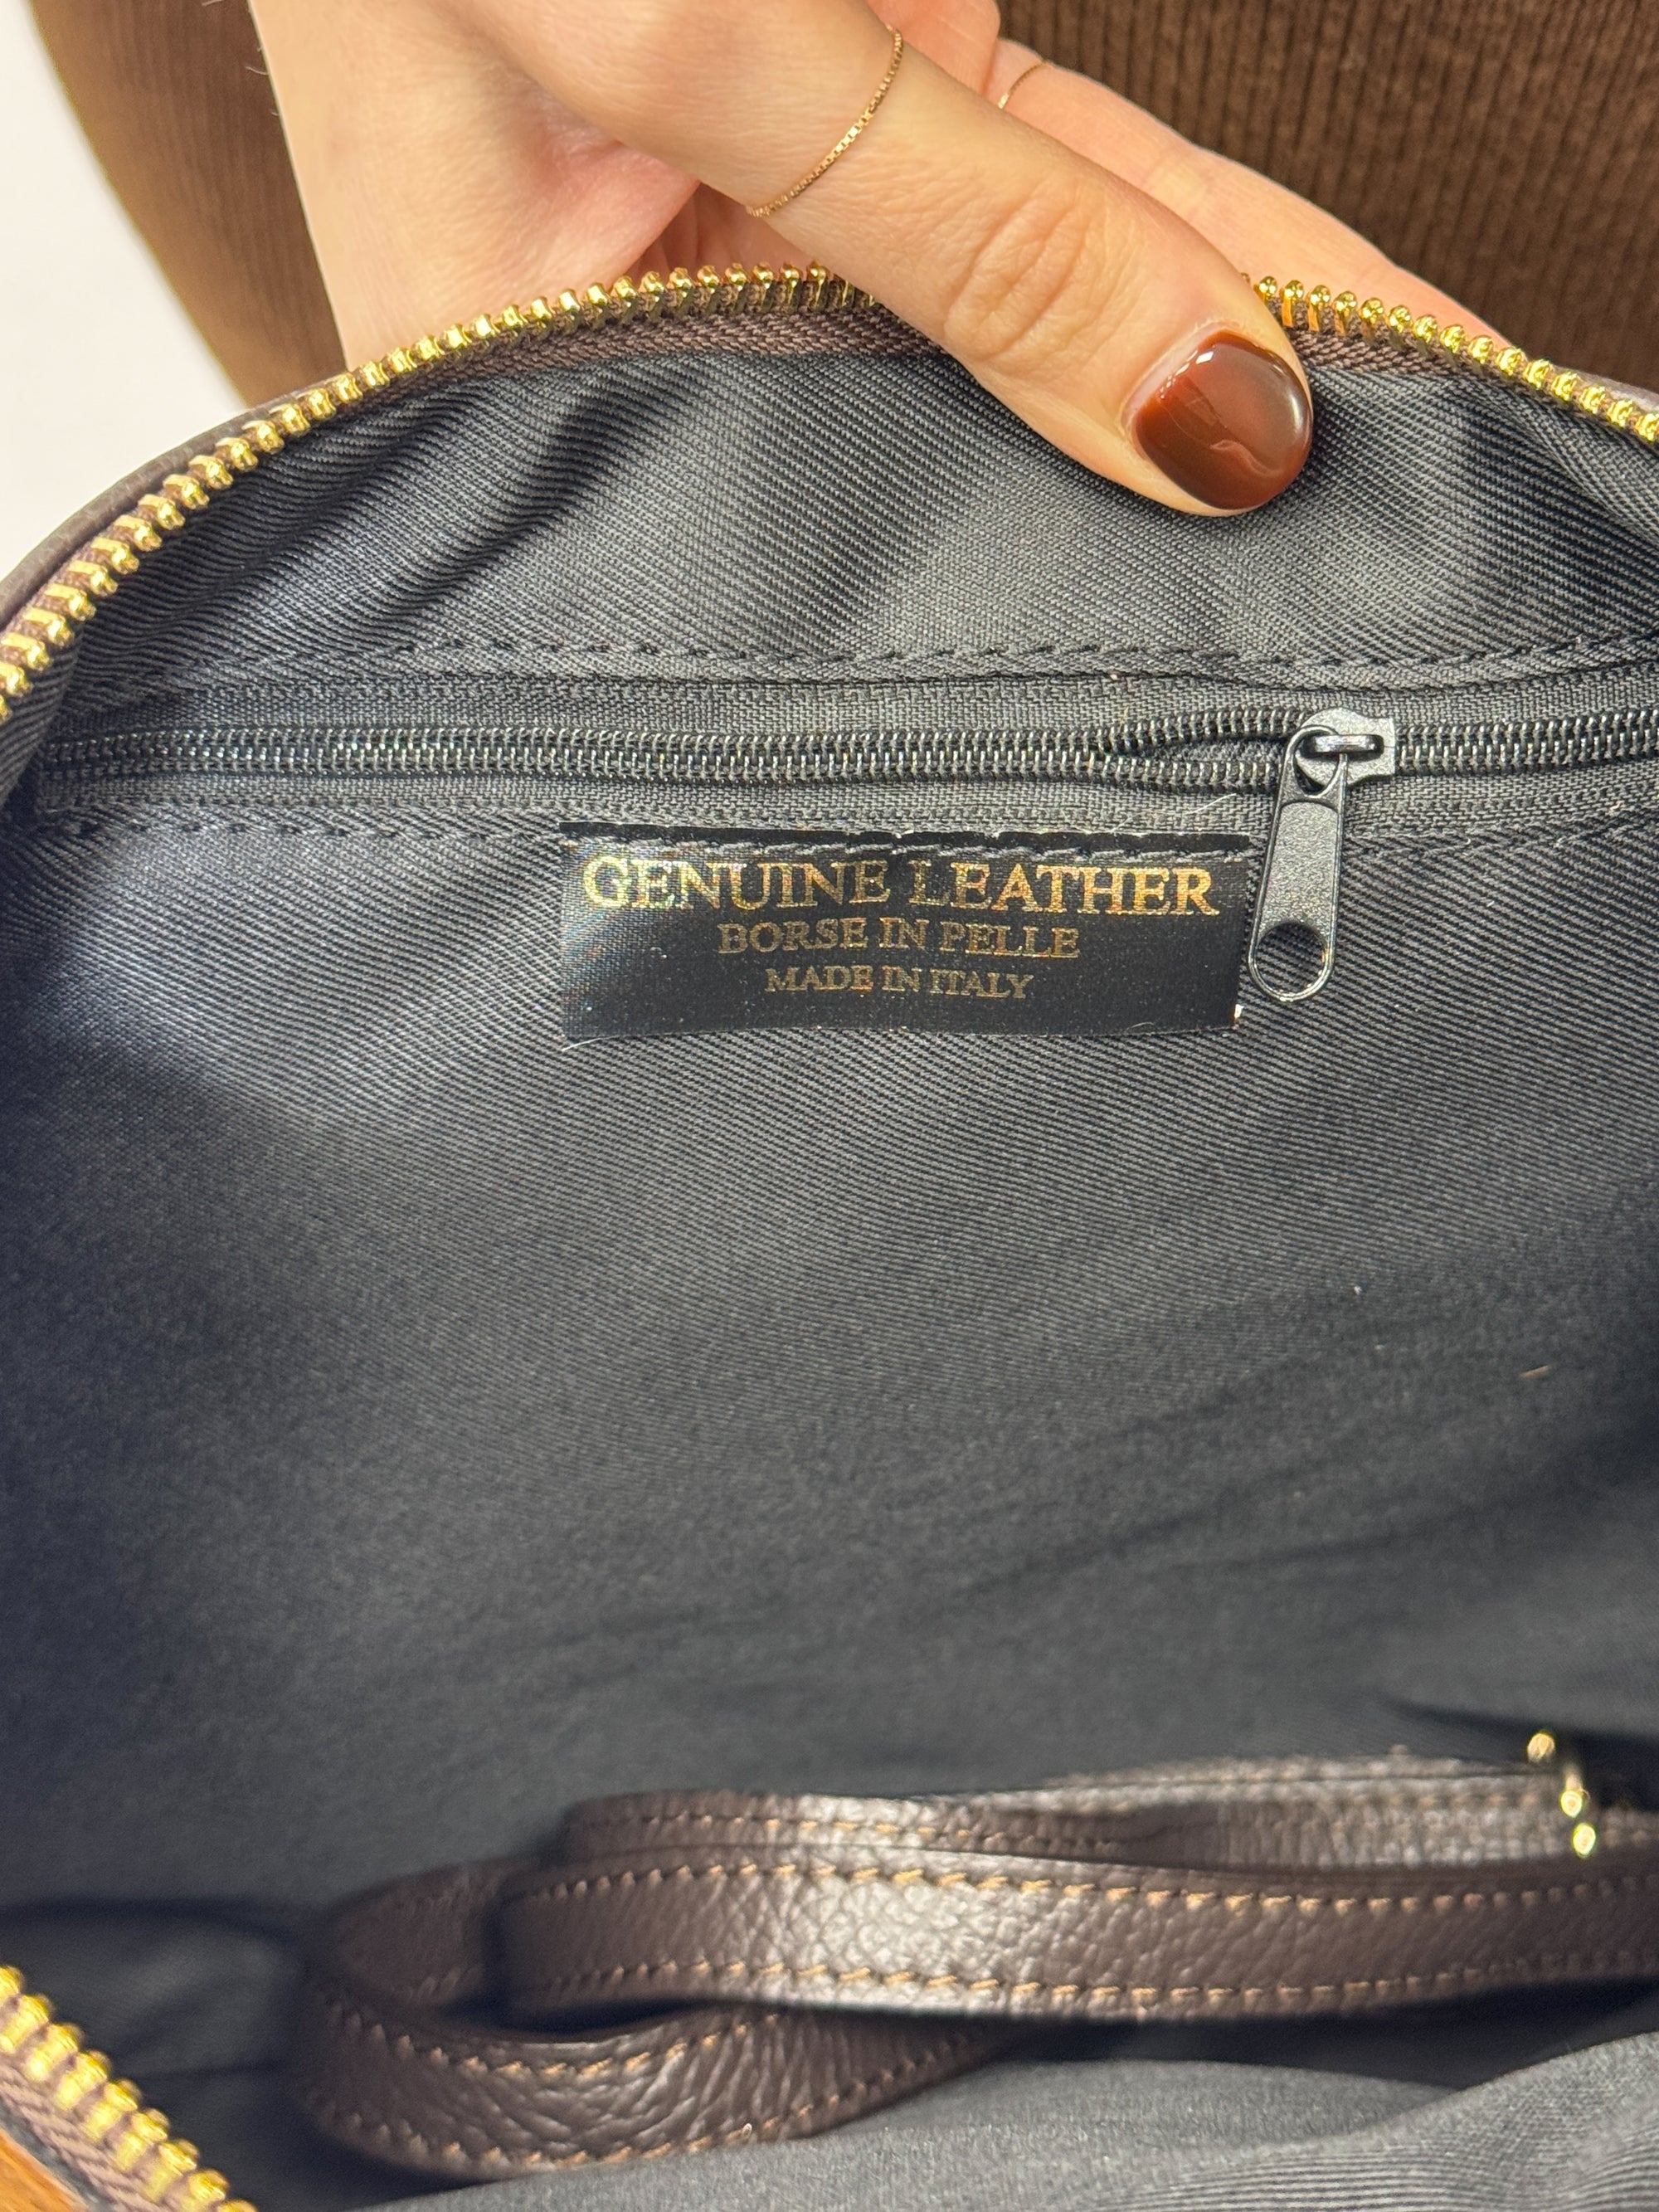 GENUINE LEATHER
BORSE IN PELLE
MADE IN ITALY